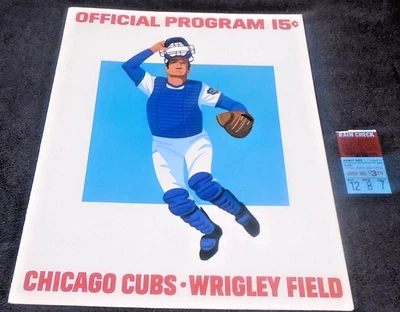 OFFICIAL PROGRAM 15¢
CHICAGO CUBS • WRIGLEY FIELD
RAIN CHECK
12 8 7